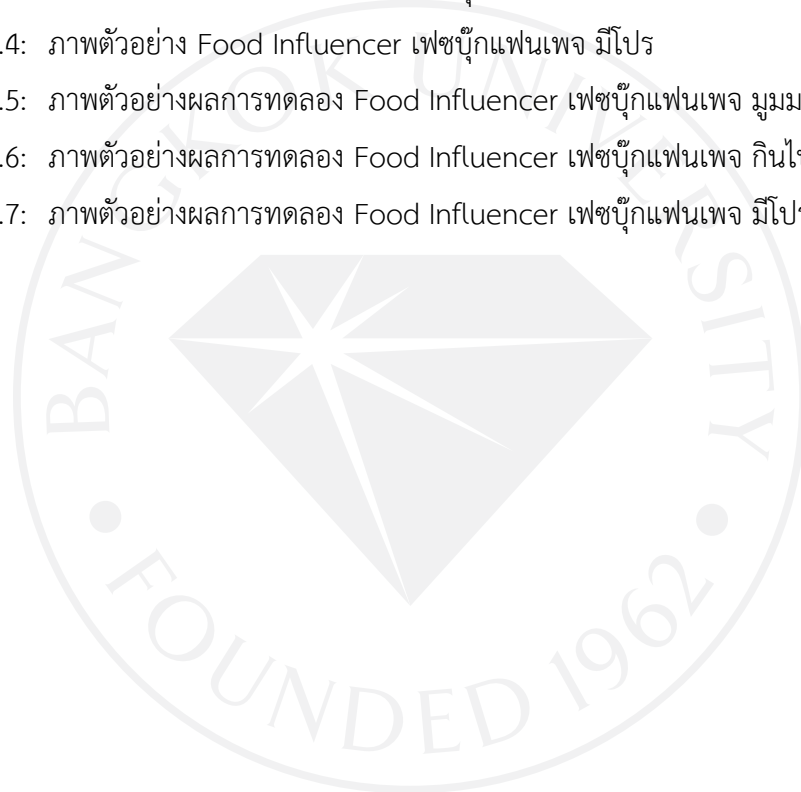 .4: ภาพตัวอย่าง Food Influencer เฟซบุ๊กแฟนเพจ มีโปร
.5: ภาพตัวอย่างผลการทดลอง Food Influencer เฟซบุ๊กแฟนเพจ มูมม
.6: ภาพตัวอย่างผลการทดลอง Food Influencer เฟซบุ๊กแฟนเพจ กินไ
.7: ภาพตัวอย่างผลการทดลอง Food Influencer เฟซบุ๊กแฟนเพจ มีโปร
BANGKOK UNIVERSITY
FOUNDED 1962